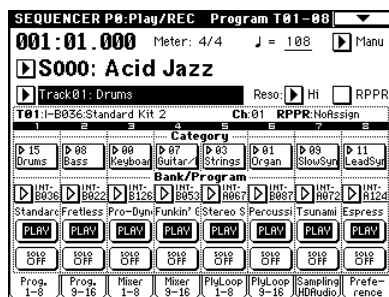 SEQUENCER P0:Play/REC Program T01-08
001:01.000 Meter: 4/4 ♩ = 108 Manu
S000: Acid Jazz
Track01: Drums Reso: Hi RPPR
T01:I-B036:Standard Kit 2 Ch:01 RPPR:NoAssign
1 2 3 4 5 6 7 8
Category
00 08 00 07 03 01 09 11
Drums Bass Keyboar Guitar/ Strings Organ SlowSyn LeadSyn
Bank/Program
INT- INT- INT- INT- INT- INT- INT- INT-
B036 B022 B126 B053 A067 B087 A072 A124
Standard Fretless Pro-Dyn Funkin' G Stereo S Percussi Tsunami Espress
PLAY PLAY PLAY PLAY PLAY PLAY PLAY PLAY
SOLO SOLO SOLO SOLO SOLO SOLO SOLO SOLO
OFF OFF OFF OFF OFF OFF OFF OFF
Prog. Prog. Mixer Mixer PlyLoop PlyLoop Sampling Prefe-
1-8 9-16 1-8 9-16 1-8 9-16 HDAudio rence